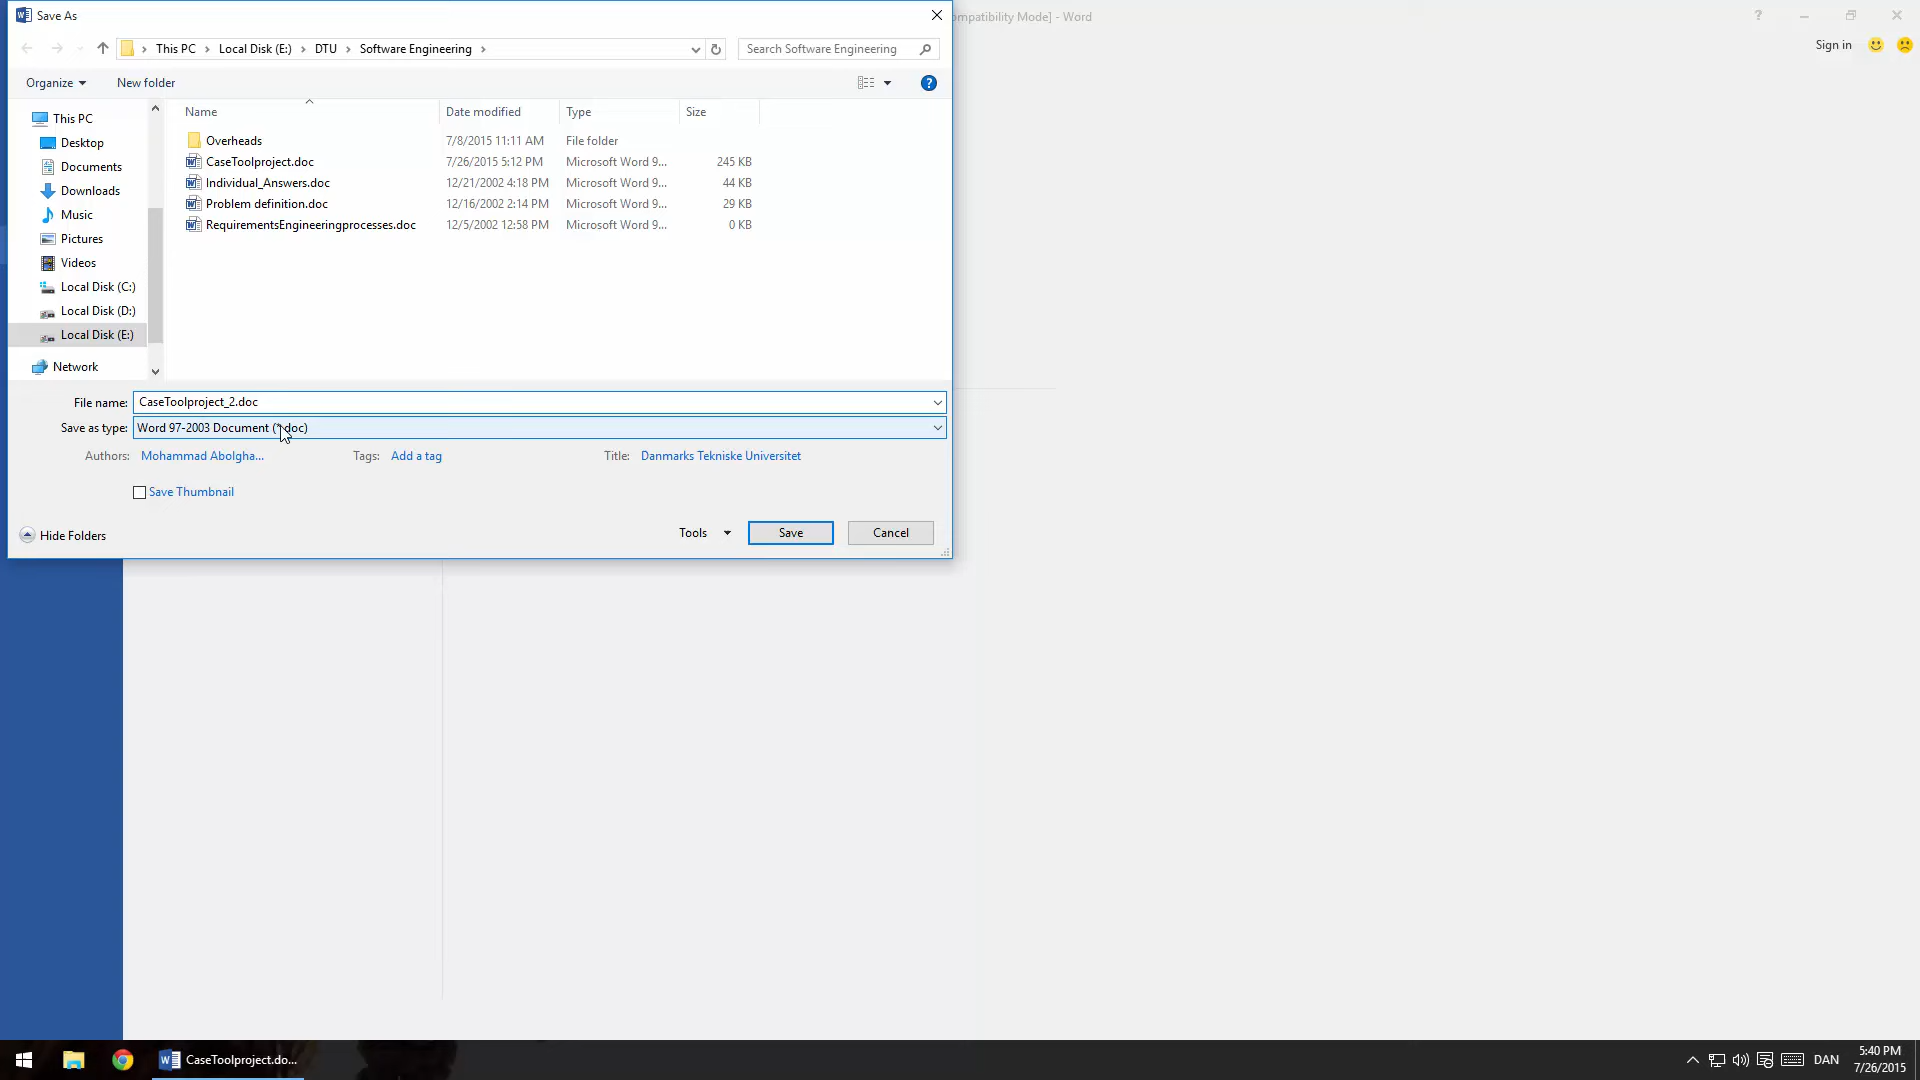 Save As
ompatibility Mode] - Word
Sign in
This PC
Local Disk (E:)
DTU
Software Engineering
Search Software Engineering
Organize
New folder
Name
Date modified
Type
Size
This PC
Desktop
Documents
Downloads
Music
Pictures
Videos
Local Disk (C:)
Local Disk (D:)
Local Disk (E:)
Network
Overheads 7/8/2015 11:11 AM File folder
CaseToolproject.doc 7/26/2015 5:12 PM Microsoft Word 9... 245 KB
Individual_Answers.doc 12/21/2002 4:18 PM Microsoft Word 9... 44 KB
Problem definition.doc 12/16/2002 2:14 PM Microsoft Word 9... 29 KB
RequirementsEngineeringprocesses.doc 12/5/2002 12:58 PM Microsoft Word 9... 0 KB
File name: CaseToolproject_2.doc
Save as type: Word 97-2003 Document (*.doc)
Authors: Mohammad Abolgha...
Tags: Add a tag
Title: Danmarks Tekniske Universitet
Save Thumbnail
Hide Folders
Tools
Save
Cancel
CaseToolproject.do...
DAN
5:40 PM
7/26/2015